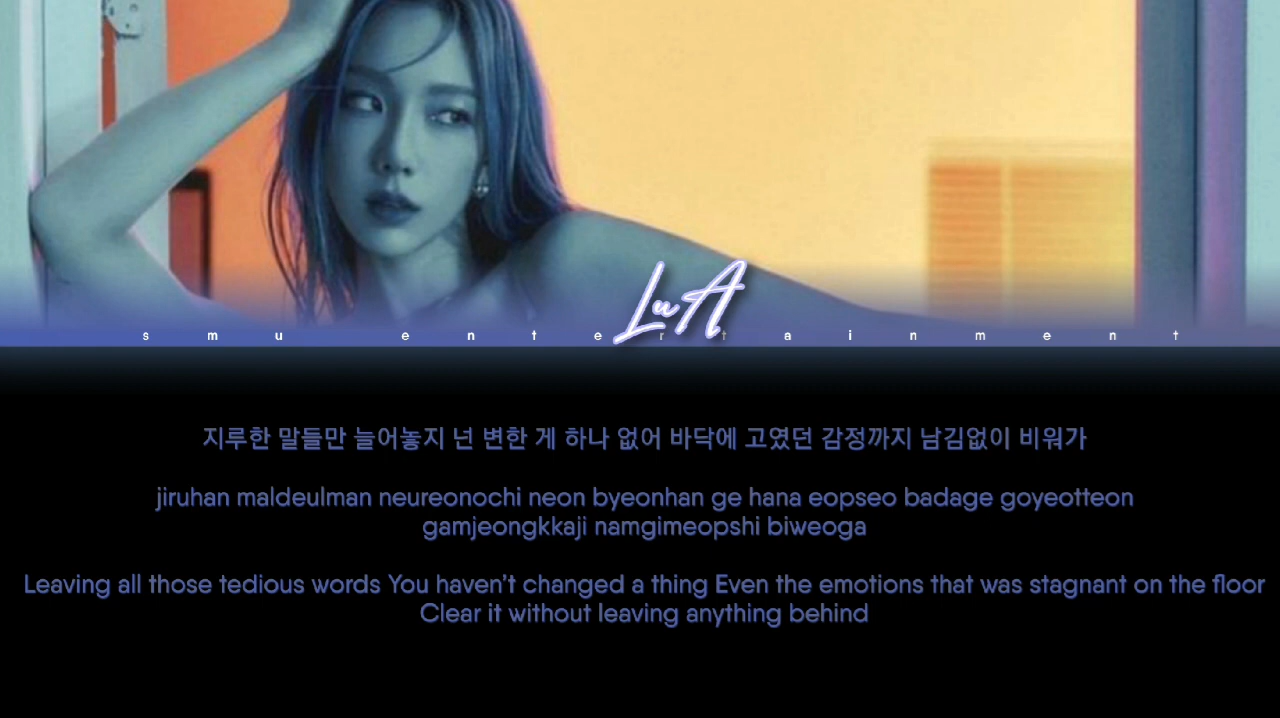 LuA
smu entertainment
지루한 말들만 늘어놓지 넌 변한 게 하나 없어 바닥에 고였던 감정까지 남김없이 비워가
jiruhan maldeulman neureonochi neon byeonhan ge hana eopseo badage goyeotteon
gamjeongkkaji namgimeopshi biweoga
Leaving all those tedious words You haven't changed a thing Even the emotions that was stagnant on the floor
Clear it without leaving anything behind